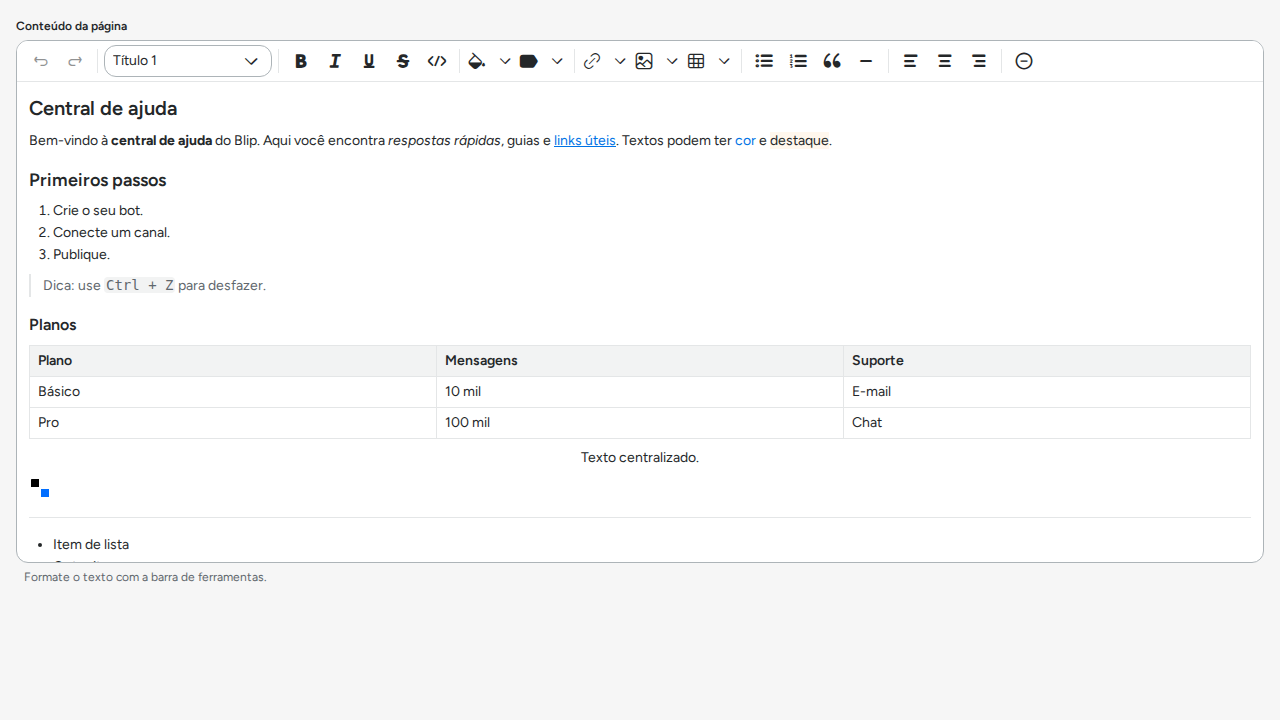 Conteúdo da página
Título 1
Central de ajuda
Bem-vindo à central de ajuda do Blip. Aqui você encontra respostas rápidas, guias e links úteis. Textos podem ter cor e destaque.
Primeiros passos
1. Crie o seu bot.
2. Conecte um canal.
3. Publique.
Dica: use Ctrl + Z para desfazer.
Planos
Plano Mensagens Suporte
Básico 10 mil E-mail
Pro 100 mil Chat
Texto centralizado.
• Item de lista
Formate o texto com a barra de ferramentas.